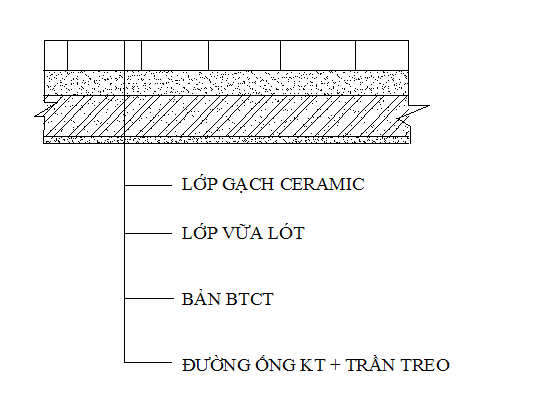 LỚP GẠCH CERAMIC
LỚP VỮA LÓT
BẢN BTCT
ĐƯỜNG ỐNG KT + TRẦN TREO